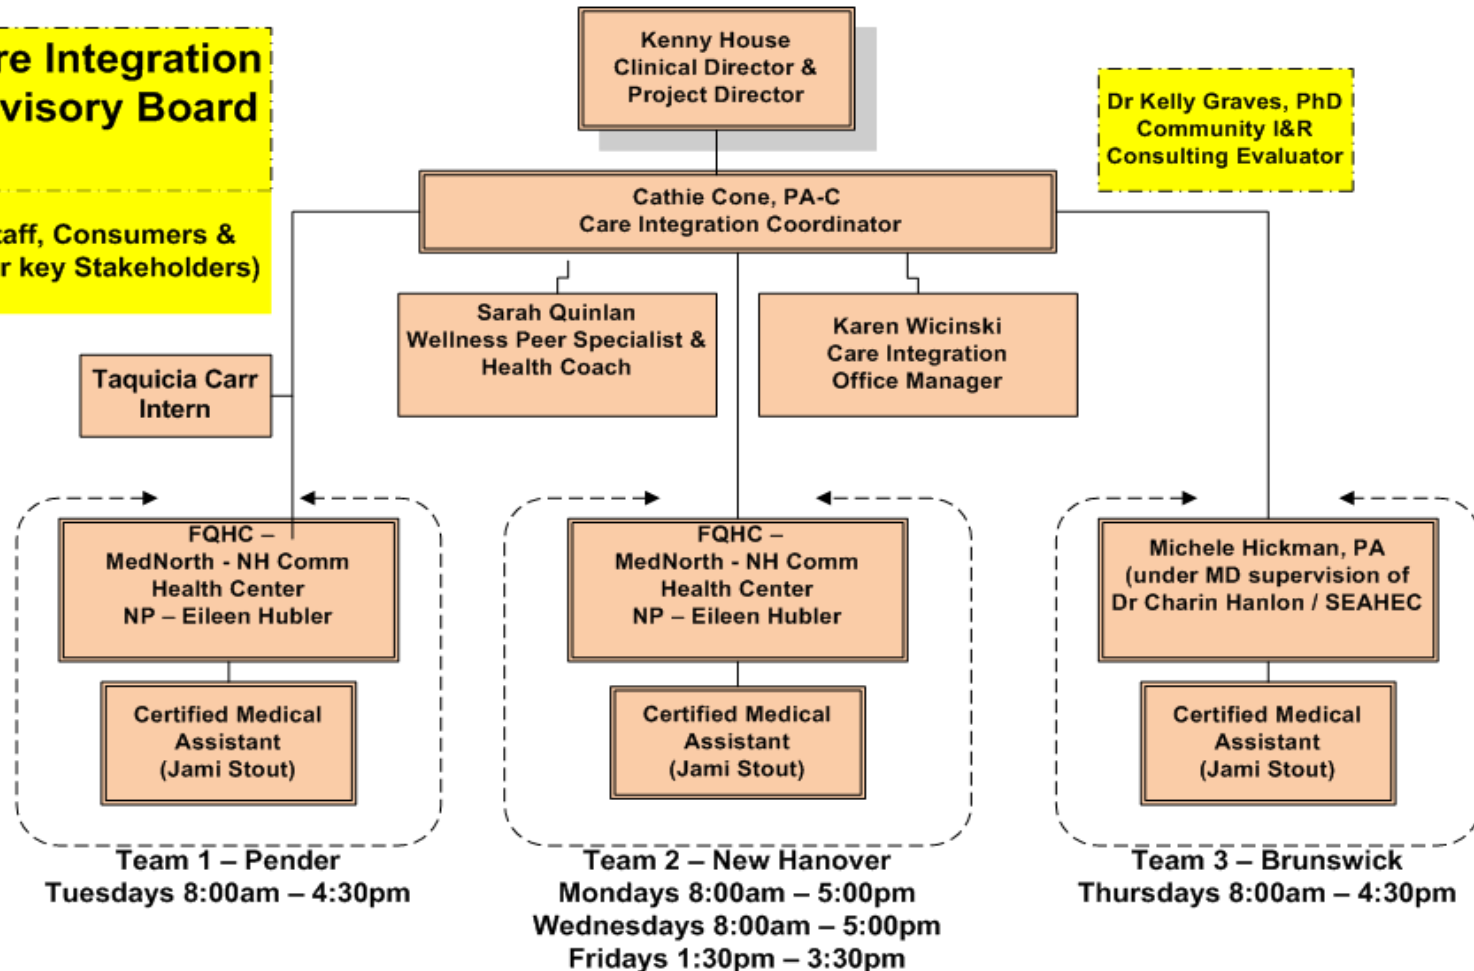 re Integration
visory Board
taff, Consumers &
r key Stakeholders)
Kenny House
Clinical Director &
Project Director
Dr Kelly Graves, PhD
Community I&R
Consulting Evaluator
Cathie Cone, PA-C
Care Integration Coordinator
Sarah Quinlan
Wellness Peer Specialist &
Health Coach
Karen Wicinski
Care Integration
Office Manager
Taquicia Carr
Intern
FQHC –
MedNorth - NH Comm
Health Center
NP – Eileen Hubler
Certified Medical
Assistant
(Jami Stout)
Team 1 – Pender
Tuesdays 8:00am – 4:30pm
FQHC –
MedNorth - NH Comm
Health Center
NP – Eileen Hubler
Certified Medical
Assistant
(Jami Stout)
Team 2 – New Hanover
Mondays 8:00am – 5:00pm
Wednesdays 8:00am – 5:00pm
Fridays 1:30pm – 3:30pm
Michele Hickman, PA
(under MD supervision of
Dr Charin Hanlon / SEAHEC
Certified Medical
Assistant
(Jami Stout)
Team 3 – Brunswick
Thursdays 8:00am – 4:30pm